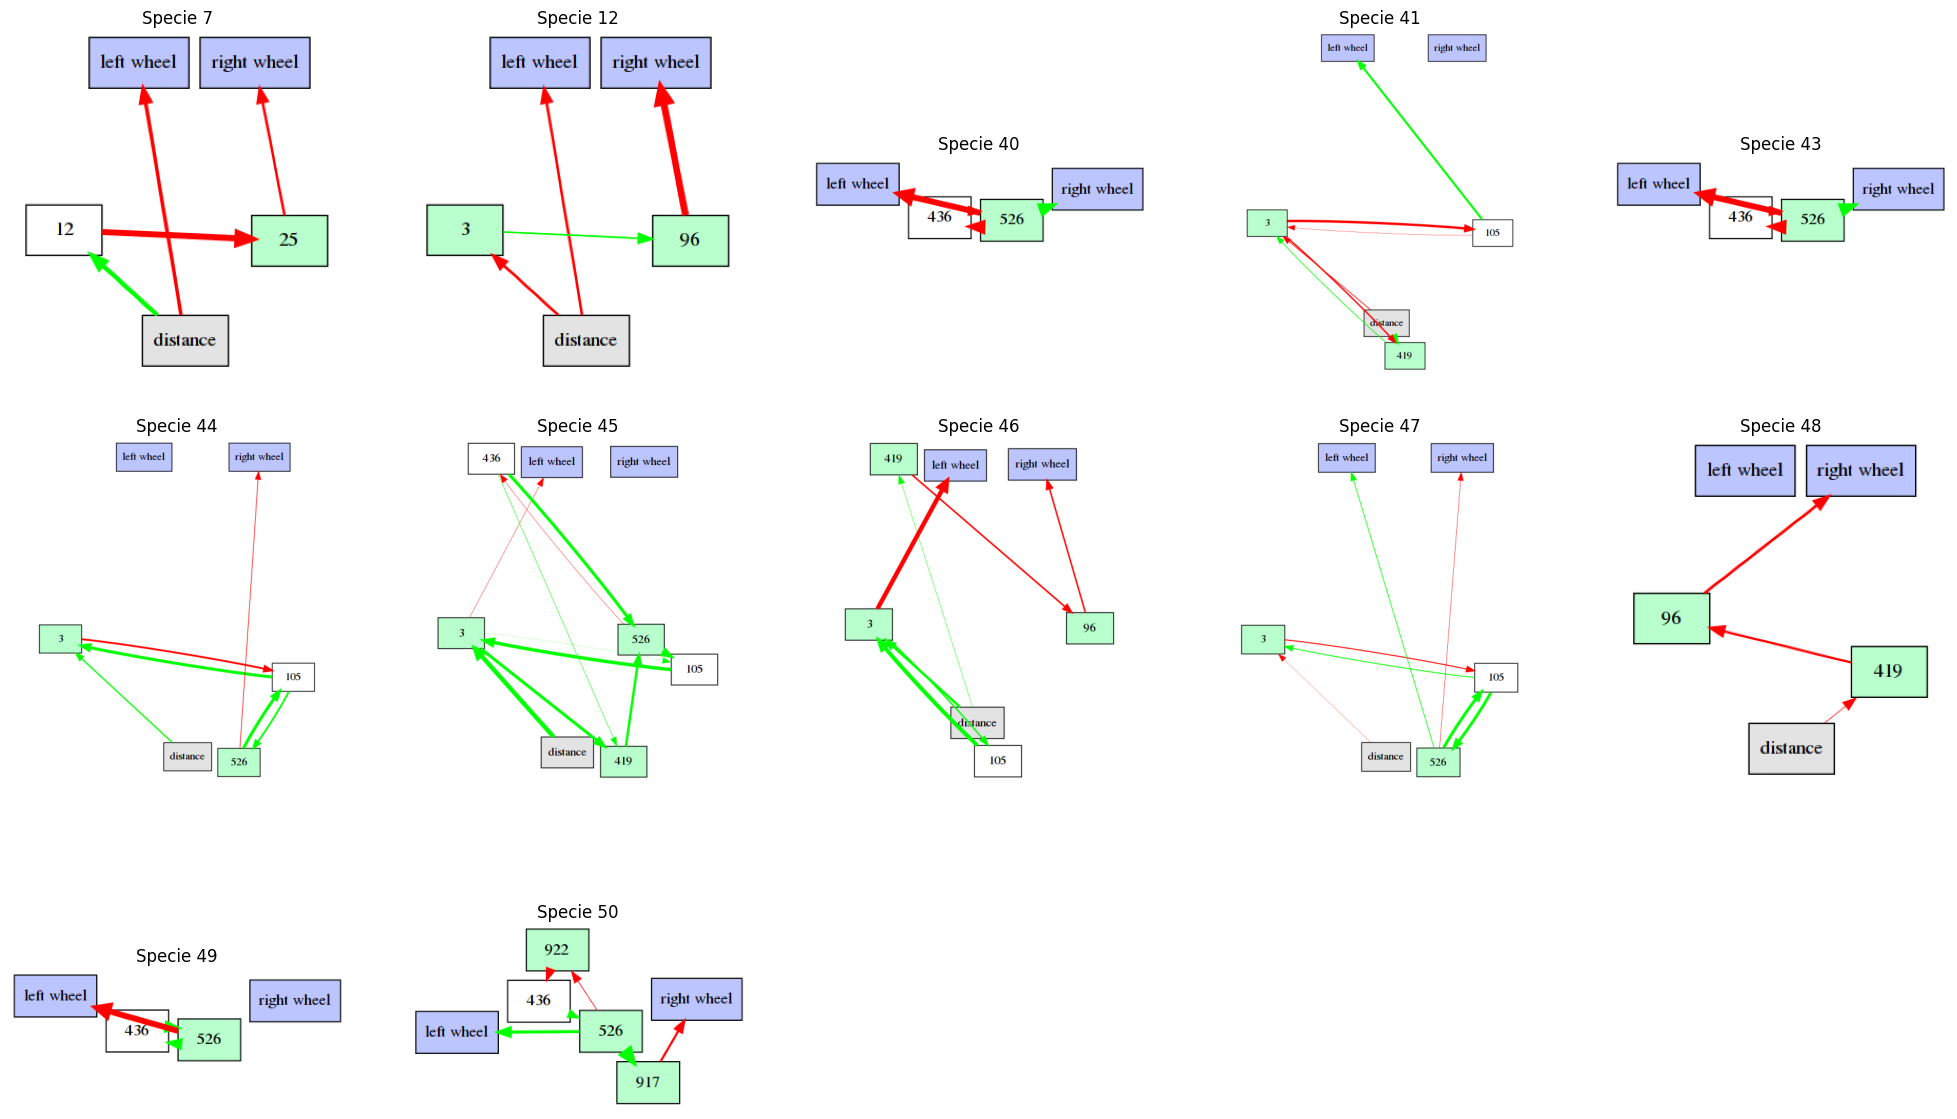 Specie 7
left wheel
right wheel
12
25
distance
Specie 12
left wheel
right wheel
3
96
distance
Specie 40
left wheel
right wheel
436
526
Specie 41
left wheel
right wheel
3
105
distance
419
Specie 43
left wheel
right wheel
436
526
Specie 44
left wheel
right wheel
3
105
distance
526
Specie 45
436
left wheel
right wheel
3
526
105
distance
419
Specie 46
419
left wheel
right wheel
3
96
distance
105
Specie 47
left wheel
right wheel
3
105
distance
526
Specie 48
left wheel
right wheel
96
419
distance
Specie 49
left wheel
right wheel
436
526
Specie 50
922
436
right wheel
left wheel
526
917